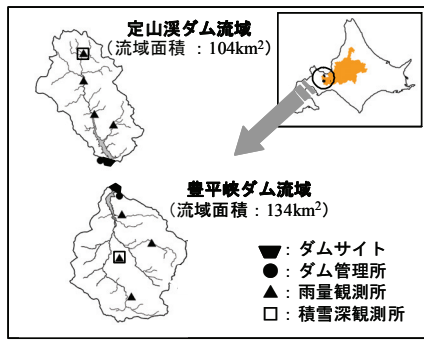 定山渓ダム流域
(流域面積 : 104km²)
豊平峡ダム流域
(流域面積 : 134km²)
: ダムサイト
: ダム管理所
: 雨量観測所
: 積雪深観測所